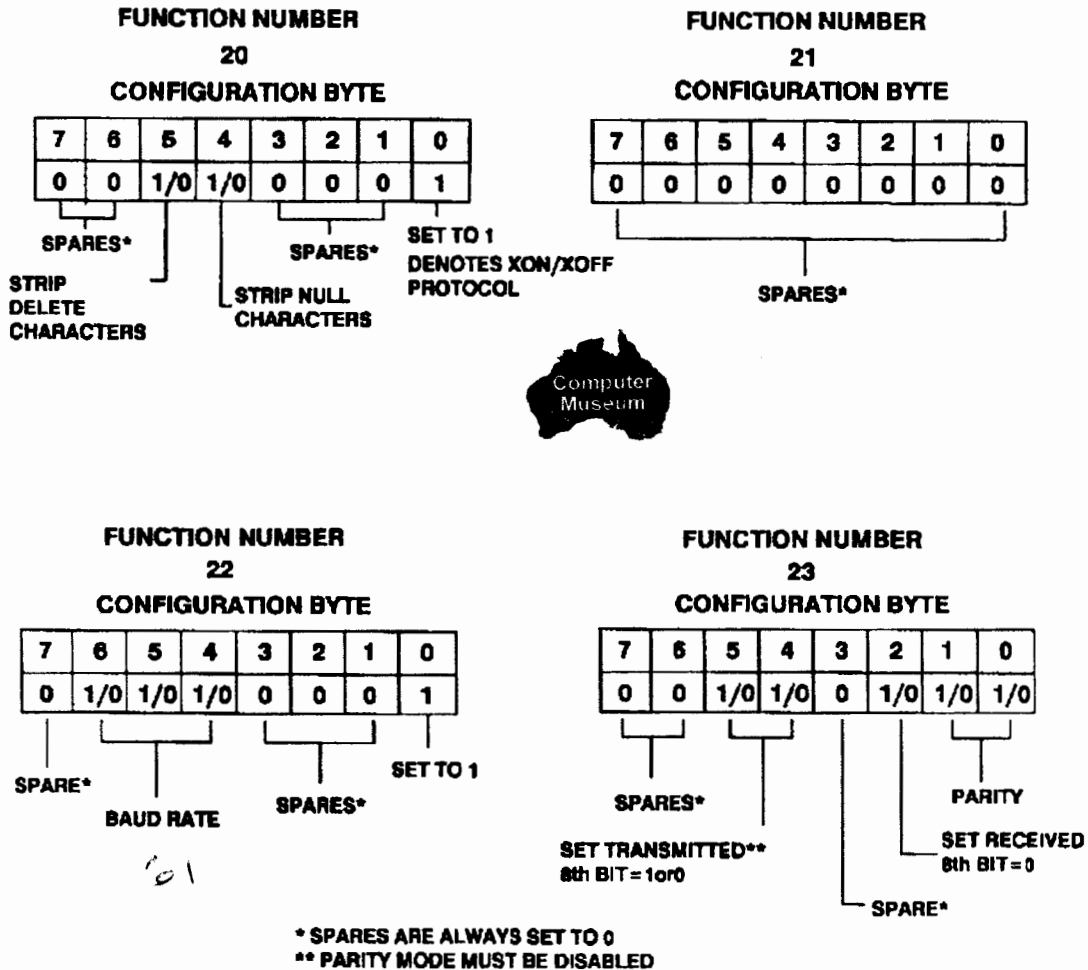 FUNCTION NUMBER
20
CONFIGURATION BYTE
7 6 5 4 3 2 1 0
0 0 1/0 1/0 0 0 0 1
SPARES*
SPARES*
SET TO 1
DENOTES XON/XOFF
PROTOCOL
STRIP
DELETE
CHARACTERS
STRIP NULL
CHARACTERS
FUNCTION NUMBER
21
CONFIGURATION BYTE
7 6 5 4 3 2 1 0
0 0 0 0 0 0 0 0
SPARES*
Computer
Museum
FUNCTION NUMBER
22
CONFIGURATION BYTE
7 6 5 4 3 2 1 0
0 1/0 1/0 1/0 0 0 0 1
SPARE*
BAUD RATE
SPARES*
SET TO 1
FUNCTION NUMBER
23
CONFIGURATION BYTE
7 6 5 4 3 2 1 0
0 0 1/0 1/0 0 1/0 1/0 1/0
SPARES*
SET TRANSMITTED**
8th BIT=1or0
PARITY
SET RECEIVED
8th BIT=0
SPARE*
* SPARES ARE ALWAYS SET TO 0
** PARITY MODE MUST BE DISABLED